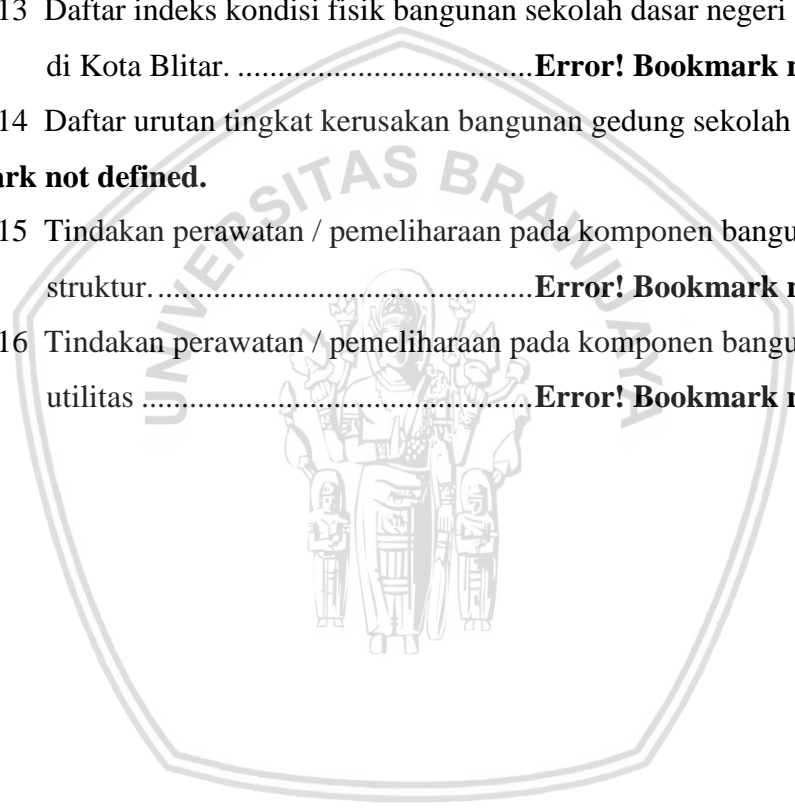 13 Daftar indeks kondisi fisik bangunan sekolah dasar negeri
di Kota Blitar. ..................................Error! Bookmark n
14 Daftar urutan tingkat kerusakan bangunan gedung sekolah
ark not defined.
15 Tindakan perawatan / pemeliharaan pada komponen bangu
struktur. .........................................Error! Bookmark n
16 Tindakan perawatan / pemeliharaan pada komponen bangu
utilitas ..........................................Error! Bookmark n
UNIVERSITAS BRAWIJAYA